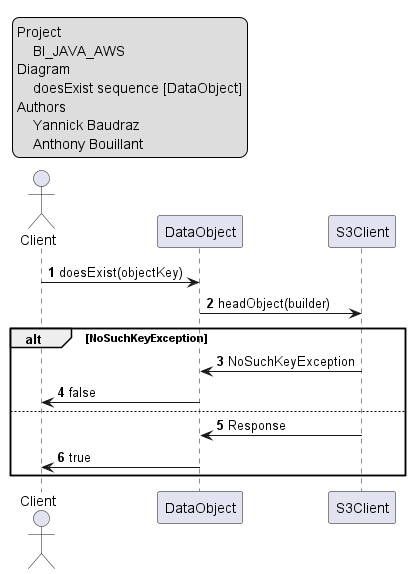 Project
BI_JAVA_AWS
Diagram
doesExist sequence [DataObject]
Authors
Yannick Baudraz
Anthony Bouillant
Client
DataObject
S3Client
1 doesExist(objectKey)
2 headObject(builder)
alt [NoSuchKeyException]
3 NoSuchKeyException
4 false
5 Response
6 true
Client
DataObject
S3Client